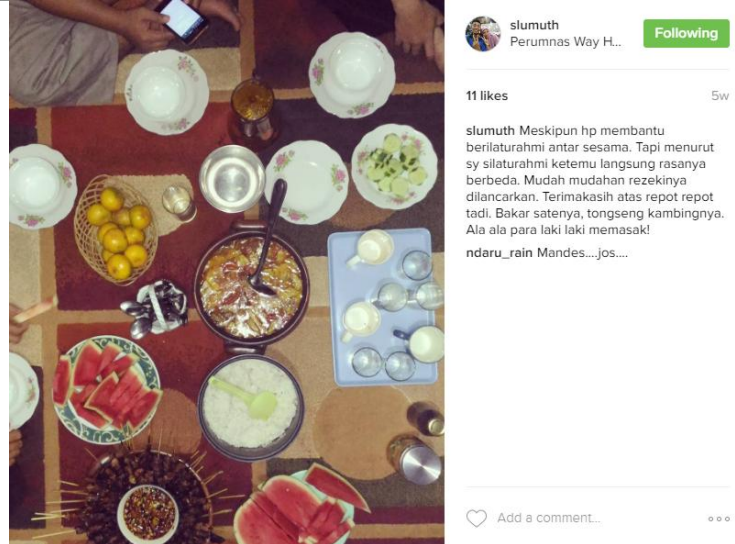 slumuth
Perumnas Way H...
Following
11 likes
5w
slumuth Meskipun hp membantu
berilaturahmi antar sesama. Tapi menurut
sy silaturahmi ketemu langsung rasanya
berbeda. Mudah mudahan rezekinya
dilancarkan. Terimakasih atas repot repot
tadi. Bakar satenya, tongseng kambingnya.
Ala ala para laki laki memasak!
ndaru_rain Mandes....jos....
Add a comment...